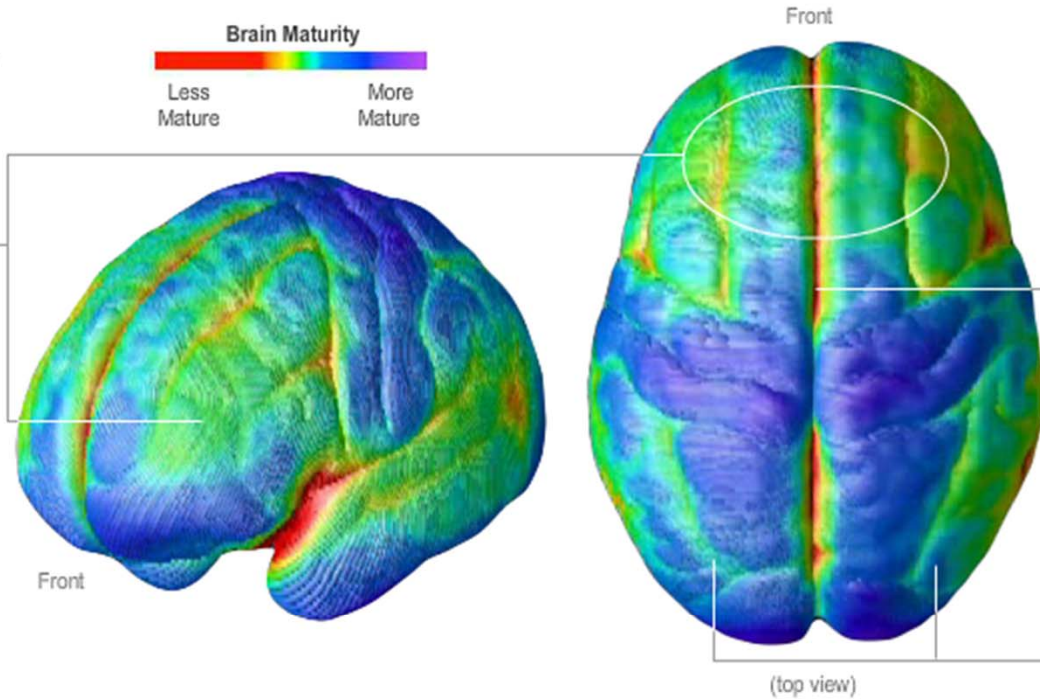 Front
Brain Maturity
Less
Mature
More
Mature
Front
(top view)